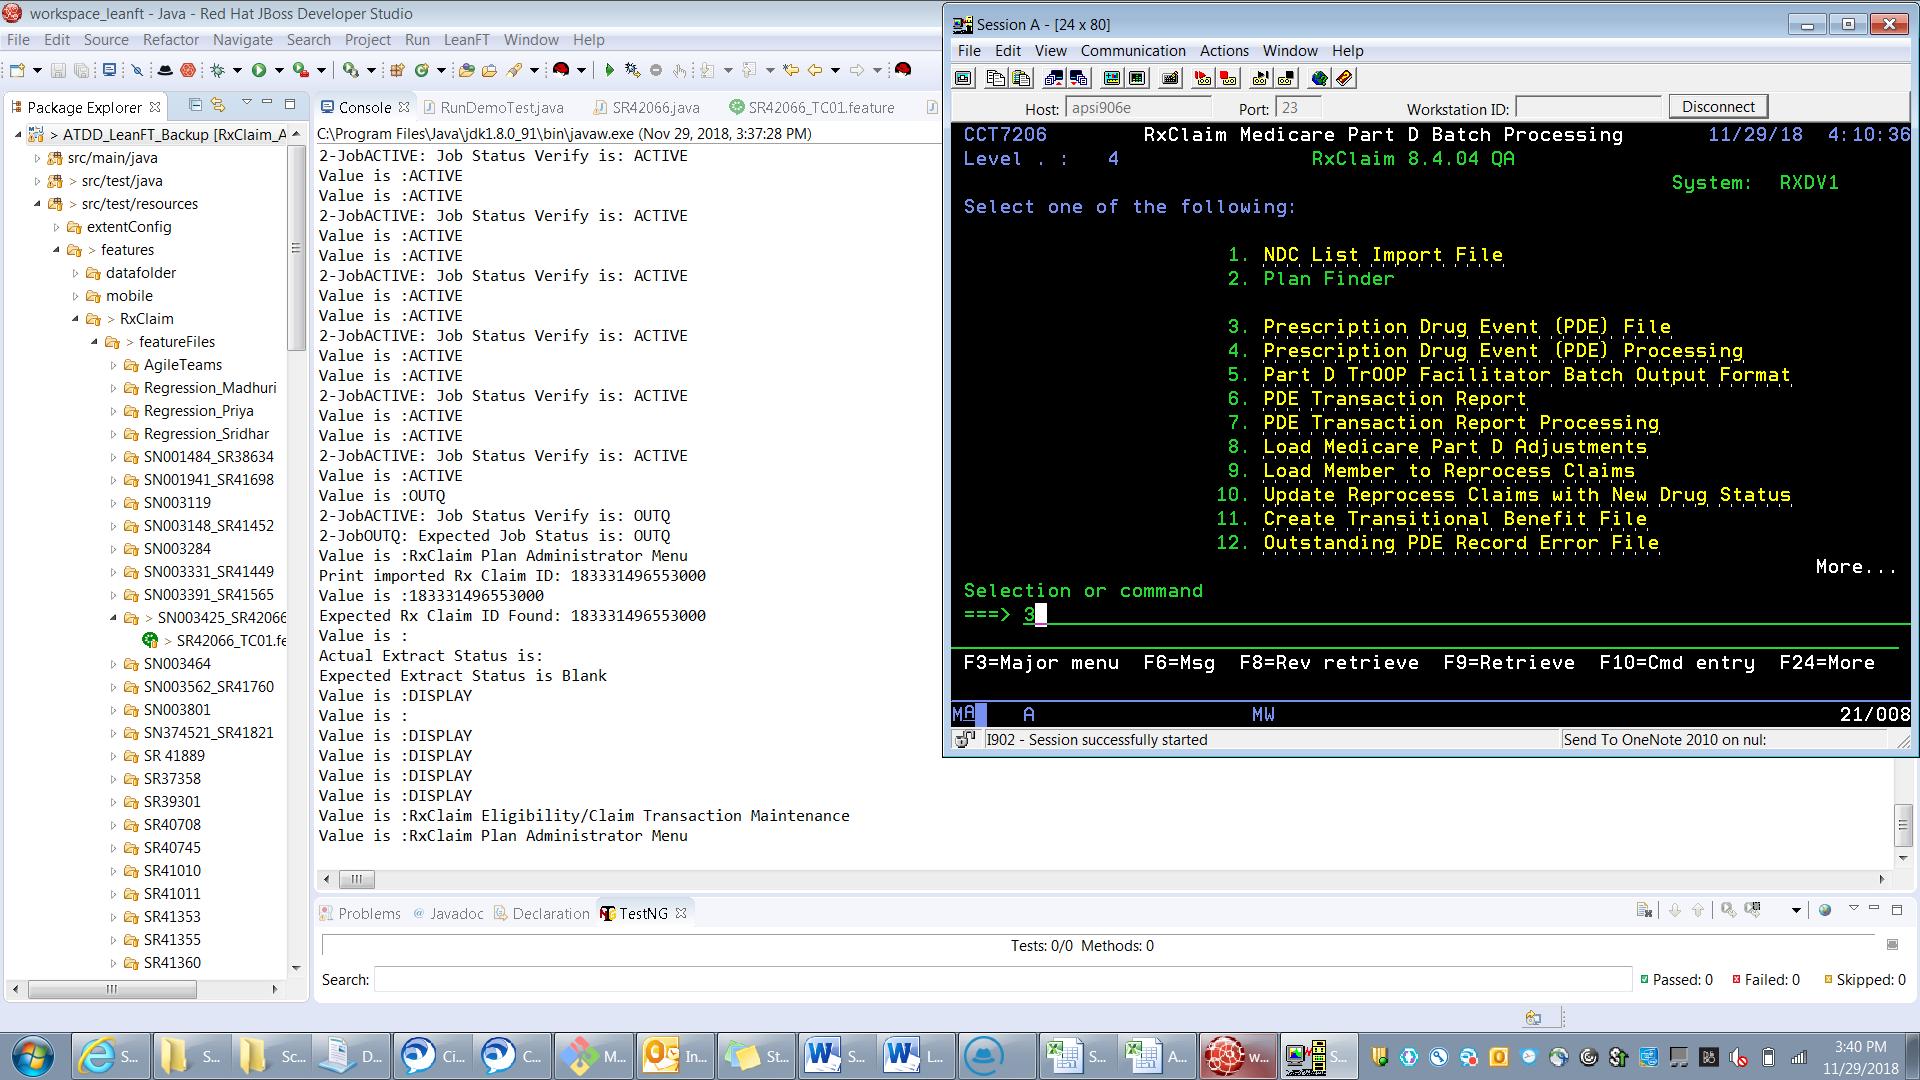 workspace_leanft - Java - Red Hat JBoss Developer Studio
File Edit Source Refactor Navigate Search Project Run LeanFT Window Help
Package Explorer
> ATDD_LeanFT_Backup [RxClaim_A
src/main/java
> src/test/java
> src/test/resources
extentConfig
> features
datafolder
mobile
> RxClaim
> featureFiles
AgileTeams
Regression_Madhuri
Regression_Priya
Regression_Sridhar
SN001484_SR38634
SN001941_SR41698
SN003119
SN003148_SR41452
SN003284
SN003331_SR41449
SN003391_SR41565
> SN003425_SR42066
> SR42066_TC01.fe
SN003464
SN003562_SR41760
SN003801
SN374521_SR41821
SR 41889
SR37358
SR39301
SR40708
SR40745
SR41010
SR41011
SR41353
SR41355
SR41360
Console RunDemoTest.java SR42066.java SR42066_TC01.feature
C:\Program Files\Java\jdk1.8.0_91\bin\javaw.exe (Nov 29, 2018, 3:37:28 PM)
2-JobACTIVE: Job Status Verify is: ACTIVE
Value is :ACTIVE
Value is :ACTIVE
2-JobACTIVE: Job Status Verify is: ACTIVE
Value is :ACTIVE
Value is :ACTIVE
2-JobACTIVE: Job Status Verify is: ACTIVE
Value is :ACTIVE
Value is :ACTIVE
2-JobACTIVE: Job Status Verify is: ACTIVE
Value is :ACTIVE
Value is :ACTIVE
2-JobACTIVE: Job Status Verify is: ACTIVE
Value is :ACTIVE
Value is :ACTIVE
2-JobACTIVE: Job Status Verify is: ACTIVE
Value is :ACTIVE
Value is :OUTQ
2-JobACTIVE: Job Status Verify is: OUTQ
2-JobOUTQ: Expected Job Status is: OUTQ
Value is :RxClaim Plan Administrator Menu
Print imported Rx Claim ID: 183331496553000
Value is :183331496553000
Expected Rx Claim ID Found: 183331496553000
Value is :
Actual Extract Status is:
Expected Extract Status is Blank
Value is :DISPLAY
Value is :
Value is :DISPLAY
Value is :DISPLAY
Value is :DISPLAY
Value is :DISPLAY
Value is :RxClaim Eligibility/Claim Transaction Maintenance
Value is :RxClaim Plan Administrator Menu
Problems @ Javadoc Declaration TestNG
Tests: 0/0 Methods: 0
Search: Passed: 0 Failed: 0 Skipped: 0
Session A - [24 x 80]
File Edit View Communication Actions Window Help
Host: apsi906e Port: 23 Workstation ID: Disconnect
CCT7206 RxClaim Medicare Part D Batch Processing 11/29/18 4:10:36
Level . : 4 RxClaim 8.4.04 QA
System: RXDV1
Select one of the following:
1. NDC List Import File
2. Plan Finder
3. Prescription Drug Event (PDE) File
4. Prescription Drug Event (PDE) Processing
5. Part D TrOOP Facilitator Batch Output Format
6. PDE Transaction Report
7. PDE Transaction Report Processing
8. Load Medicare Part D Adjustments
9. Load Member to Reprocess Claims
10. Update Reprocess Claims with New Drug Status
11. Create Transitional Benefit File
12. Outstanding PDE Record Error File
More...
Selection or command
===> 3
F3=Major menu F6=Msg F8=Rev retrieve F9=Retrieve F10=Cmd entry F24=More
MA A MW 21/008
I902 - Session successfully started Send To OneNote 2010 on nul:
S... S... Sc... D... Ci... C... M... In... St... S... L... S... A... w... S...
3:40 PM
11/29/2018